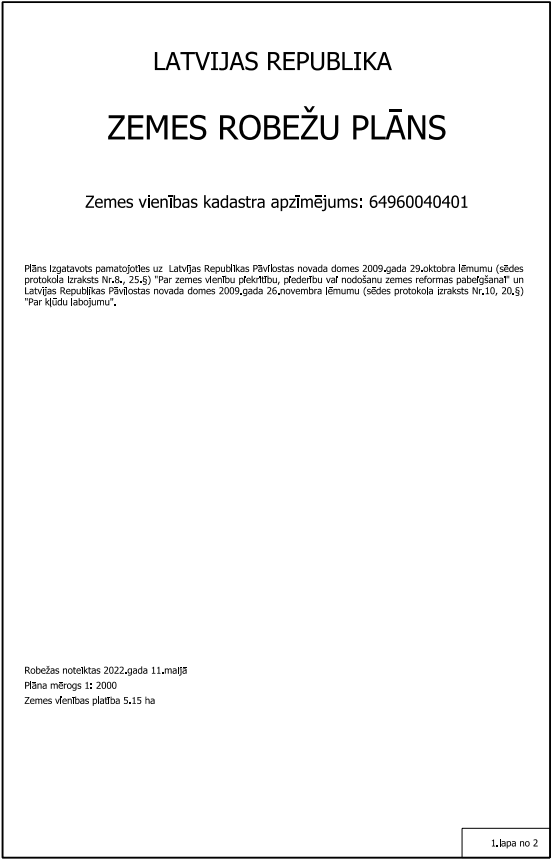 LATVIJAS REPUBLIKA
ZEMES ROBEŽU PLĀNS
Zemes vienības kadastra apzīmējums: 64960040401
Plāns izgatavots pamatojoties uz Latvijas Republikas Pāvilostas novada domes 2009.gada 29.oktobra lēmumu (sēdes
protokola izraksts Nr.8., 25.§) "Par zemes vienību piekritību, piederību vai nodošanu zemes reformas pabeigšanai" un
Latvijas Republikas Pāvilostas novada domes 2009.gada 26.novembra lēmumu (sēdes protokola izraksts Nr.10, 20.§)
"Par kļūdu labojumu".
Robežas noteiktas 2022.gada 11.maijā
Plāna mērogs 1: 2000
Zemes vienības platība 5.15 ha
1.lapa no 2